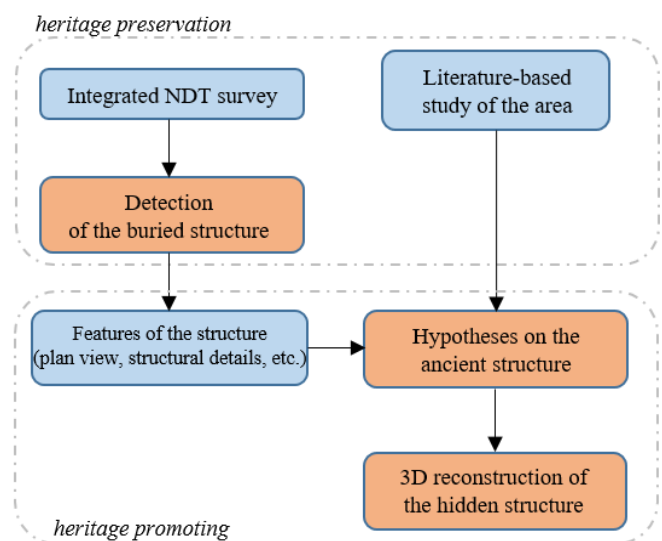 heritage preservation
Integrated NDT survey
Literature-based
study of the area
Detection
of the buried structure
Features of the structure
(plan view, structural details, etc.)
Hypotheses on the
ancient structure
3D reconstruction of
the hidden structure
heritage promoting